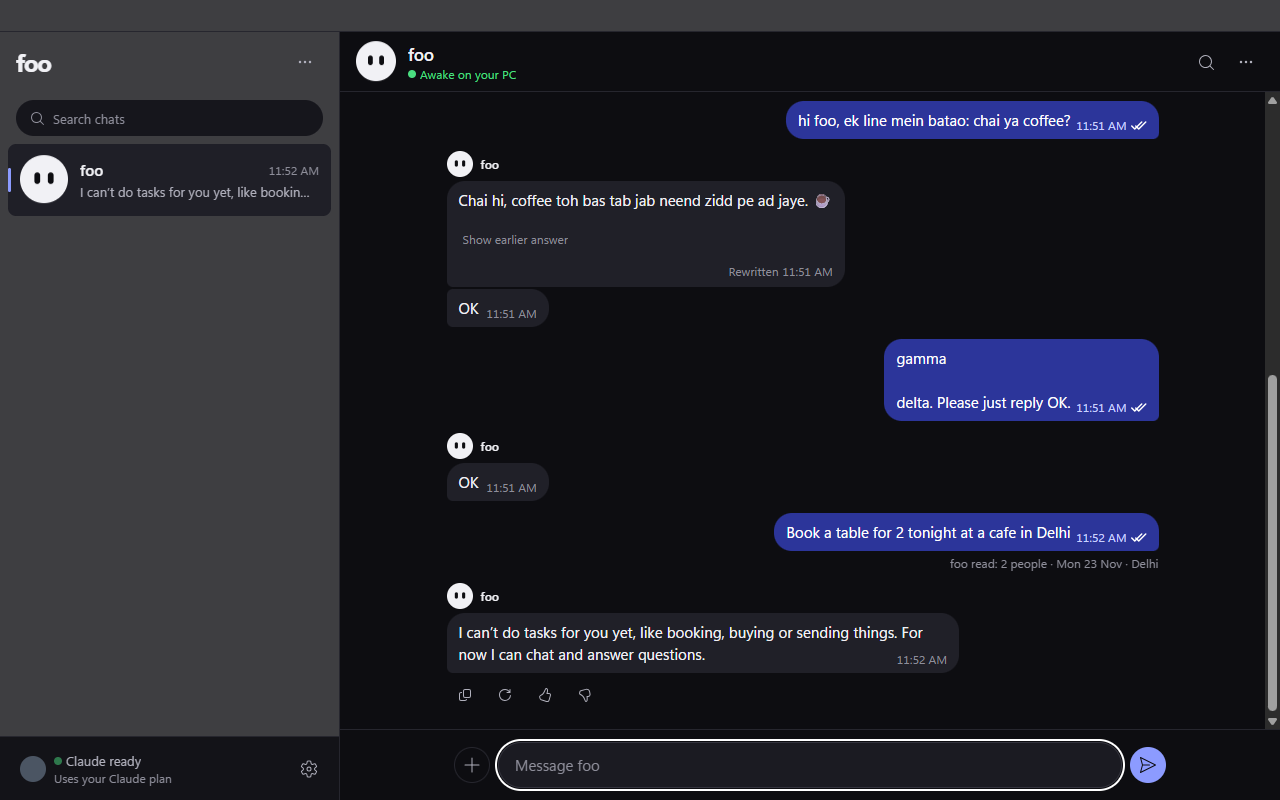 foo
Search chats
foo 11:52 AM
I can’t do tasks for you yet, like bookin...
Claude ready
Uses your Claude plan
foo
Awake on your PC
hi foo, ek line mein batao: chai ya coffee? 11:51 AM
foo
Chai hi, coffee toh bas tab jab neend zidd pe ad jaye. ☕
Show earlier answer
Rewritten 11:51 AM
OK 11:51 AM
gamma
delta. Please just reply OK. 11:51 AM
foo
OK 11:51 AM
Book a table for 2 tonight at a cafe in Delhi 11:52 AM
foo read: 2 people · Mon 23 Nov · Delhi
foo
I can’t do tasks for you yet, like booking, buying or sending things. For
now I can chat and answer questions. 11:52 AM
Message foo